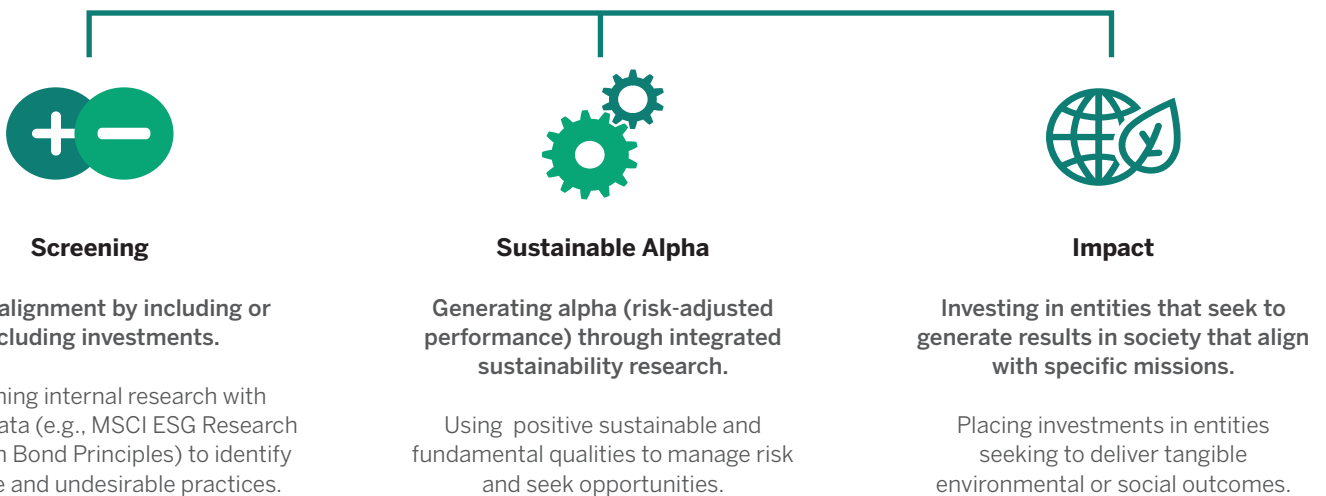 Screening
alignment by including or
cluding investments.
ning internal research with
ata (e.g., MSCI ESG Research
n Bond Principles) to identify
e and undesirable practices.
Sustainable Alpha
Generating alpha (risk-adjusted
performance) through integrated
sustainability research.
Using positive sustainable and
fundamental qualities to manage risk
and seek opportunities.
Impact
Investing in entities that seek to
generate results in society that align
with specific missions.
Placing investments in entities
seeking to deliver tangible
environmental or social outcomes.